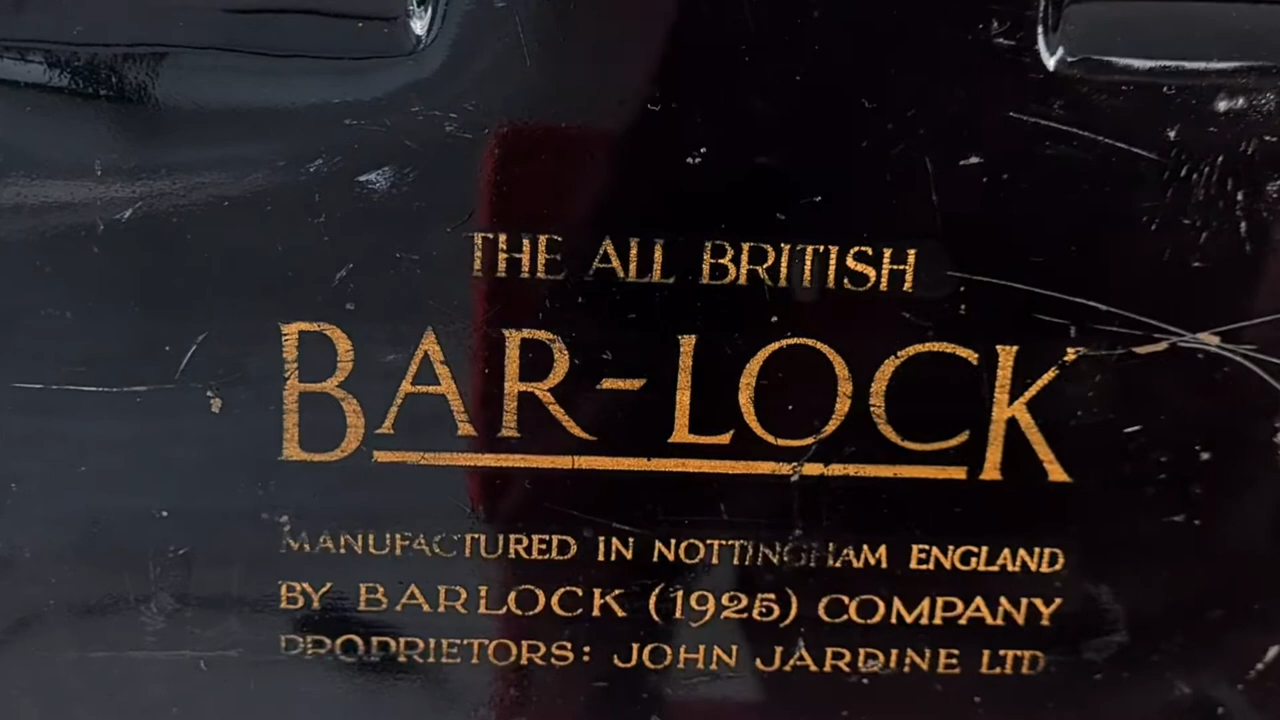 THE ALL BRITISH
BAR-LOCK
MANUFACTURED IN NOTTINGHAM ENGLAND
BY BARLOCK (1925) COMPANY
PROPRIETORS: JOHN JARDINE LTD